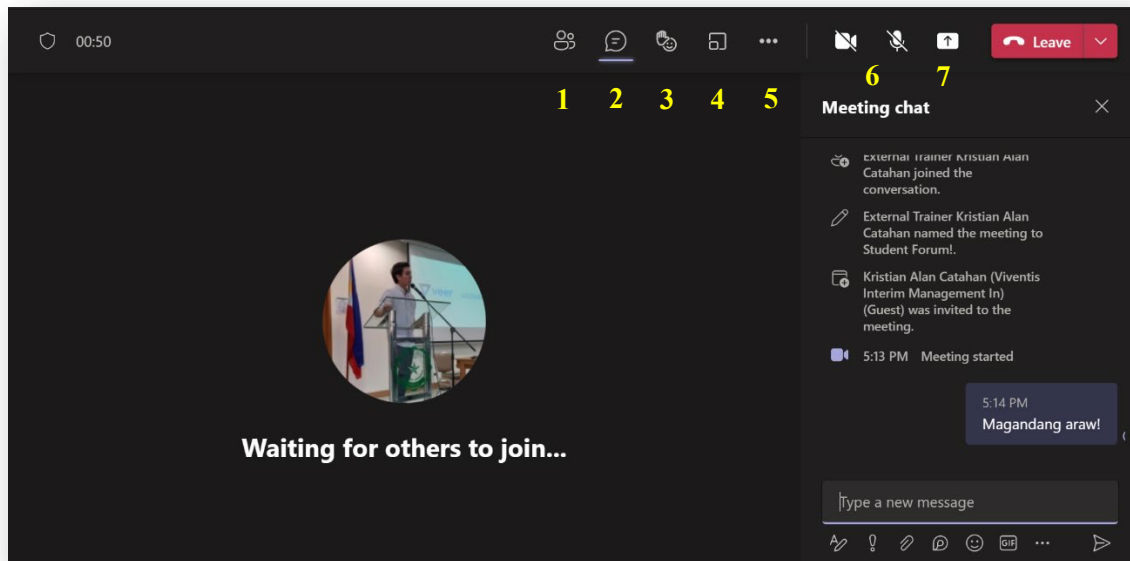 00:50
Leave
1 2 3 4 5 6 7
Meeting chat
External Trainer Kristian Alan
Catahan joined the
conversation.
External Trainer Kristian Alan
Catahan named the meeting to
Student Forum!.
Kristian Alan Catahan (Viventis
Interim Management In)
(Guest) was invited to the
meeting.
5:13 PM Meeting started
5:14 PM
Magandang araw!
Waiting for others to join...
Type a new message
GIF